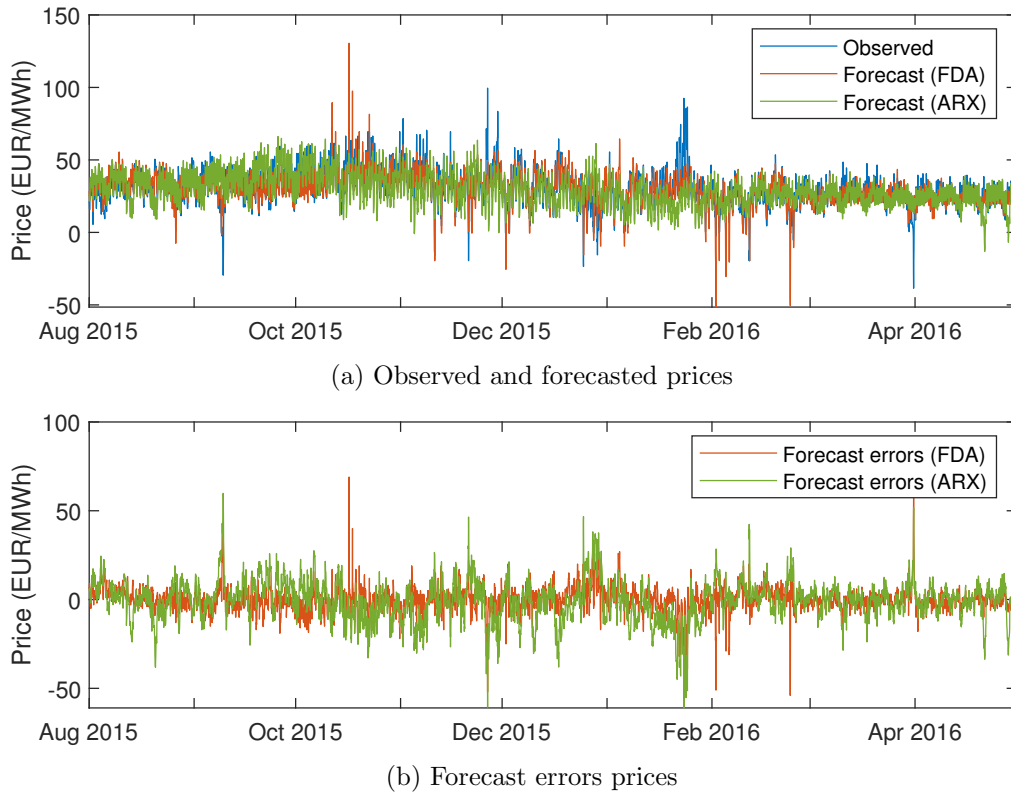 150
100
50
0
-50
Price (EUR/MWh)
Observed
Forecast (FDA)
Forecast (ARX)
Aug 2015 Oct 2015 Dec 2015 Feb 2016 Apr 2016
(a) Observed and forecasted prices
100
50
0
-50
Price (EUR/MWh)
Forecast errors (FDA)
Forecast errors (ARX)
Aug 2015 Oct 2015 Dec 2015 Feb 2016 Apr 2016
(b) Forecast errors prices